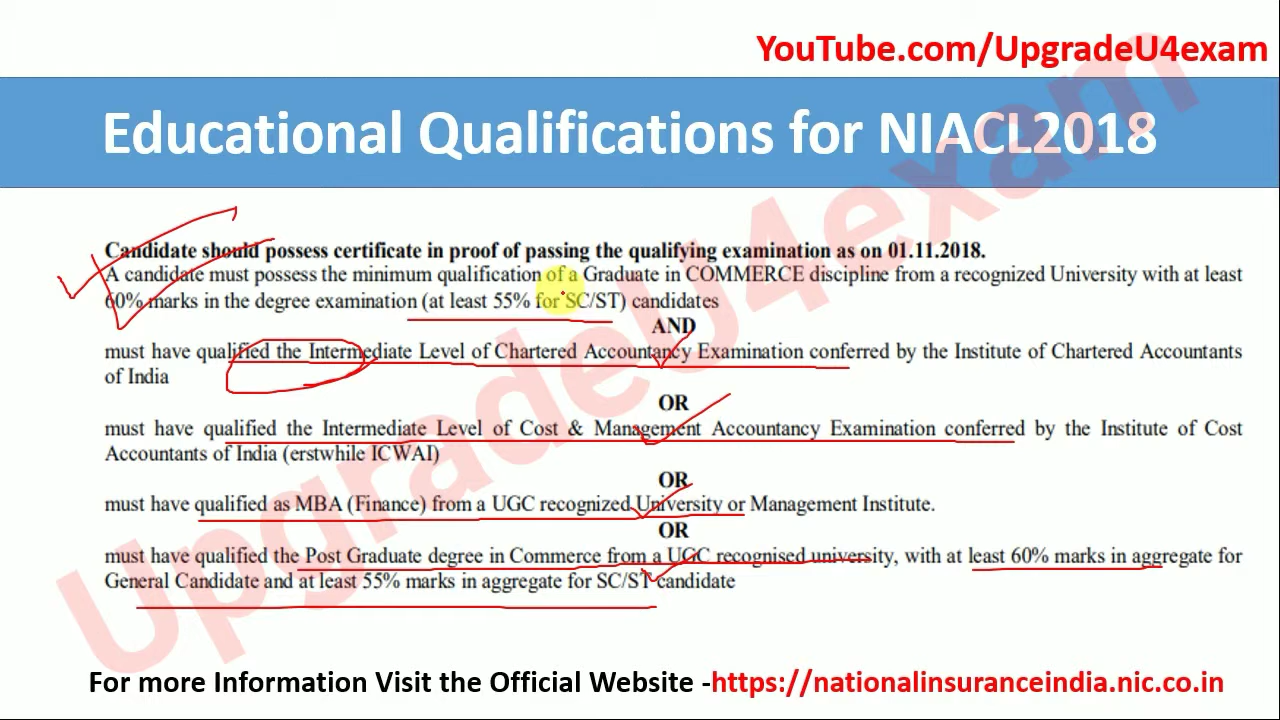 YouTube.com/UpgradeU4exam
Educational Qualifications for NIACL2018
Candidate should possess certificate in proof of passing the qualifying examination as on 01.11.2018.
A candidate must possess the minimum qualification of a Graduate in COMMERCE discipline from a recognized University with at least
60% marks in the degree examination (at least 55% for SC/ST) candidates
AND
must have qualified the Intermediate Level of Chartered Accountancy Examination conferred by the Institute of Chartered Accountants
of India
OR
must have qualified the Intermediate Level of Cost & Management Accountancy Examination conferred by the Institute of Cost
Accountants of India (erstwhile ICWAI)
OR
must have qualified as MBA (Finance) from a UGC recognized University or Management Institute.
OR
must have qualified the Post Graduate degree in Commerce from a UGC recognised university, with at least 60% marks in aggregate for
General Candidate and at least 55% marks in aggregate for SC/ST candidate
UpgradeU4exam
For more Information Visit the Official Website -https://nationalinsuranceindia.nic.co.in